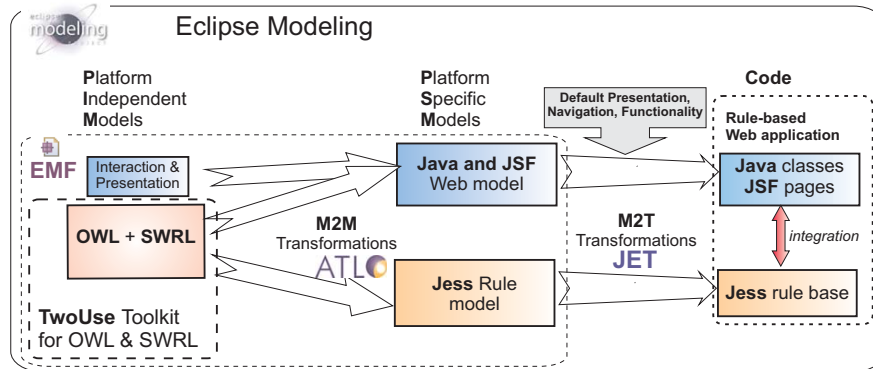 eclipse
modeling
PROJECT
Eclipse Modeling
Platform
Independent
Models
Platform
Specific
Models
Code
Default Presentation,
Navigation, Functionality
Rule-based
Web application
EMF
Interaction &
Presentation
Java and JSF
Web model
Java classes
JSF pages
OWL + SWRL
M2M
Transformations
ATL
M2T
Transformations
JET
integration
Jess Rule
model
Jess rule base
TwoUse Toolkit
for OWL & SWRL